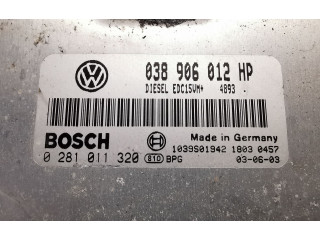 038 906 012 HP
DIESEL EDC15VM+ 4893
BOSCH
Made in Germany
0 281 011 320 810 BPG
1039S01942 1803 0457
03-06-03